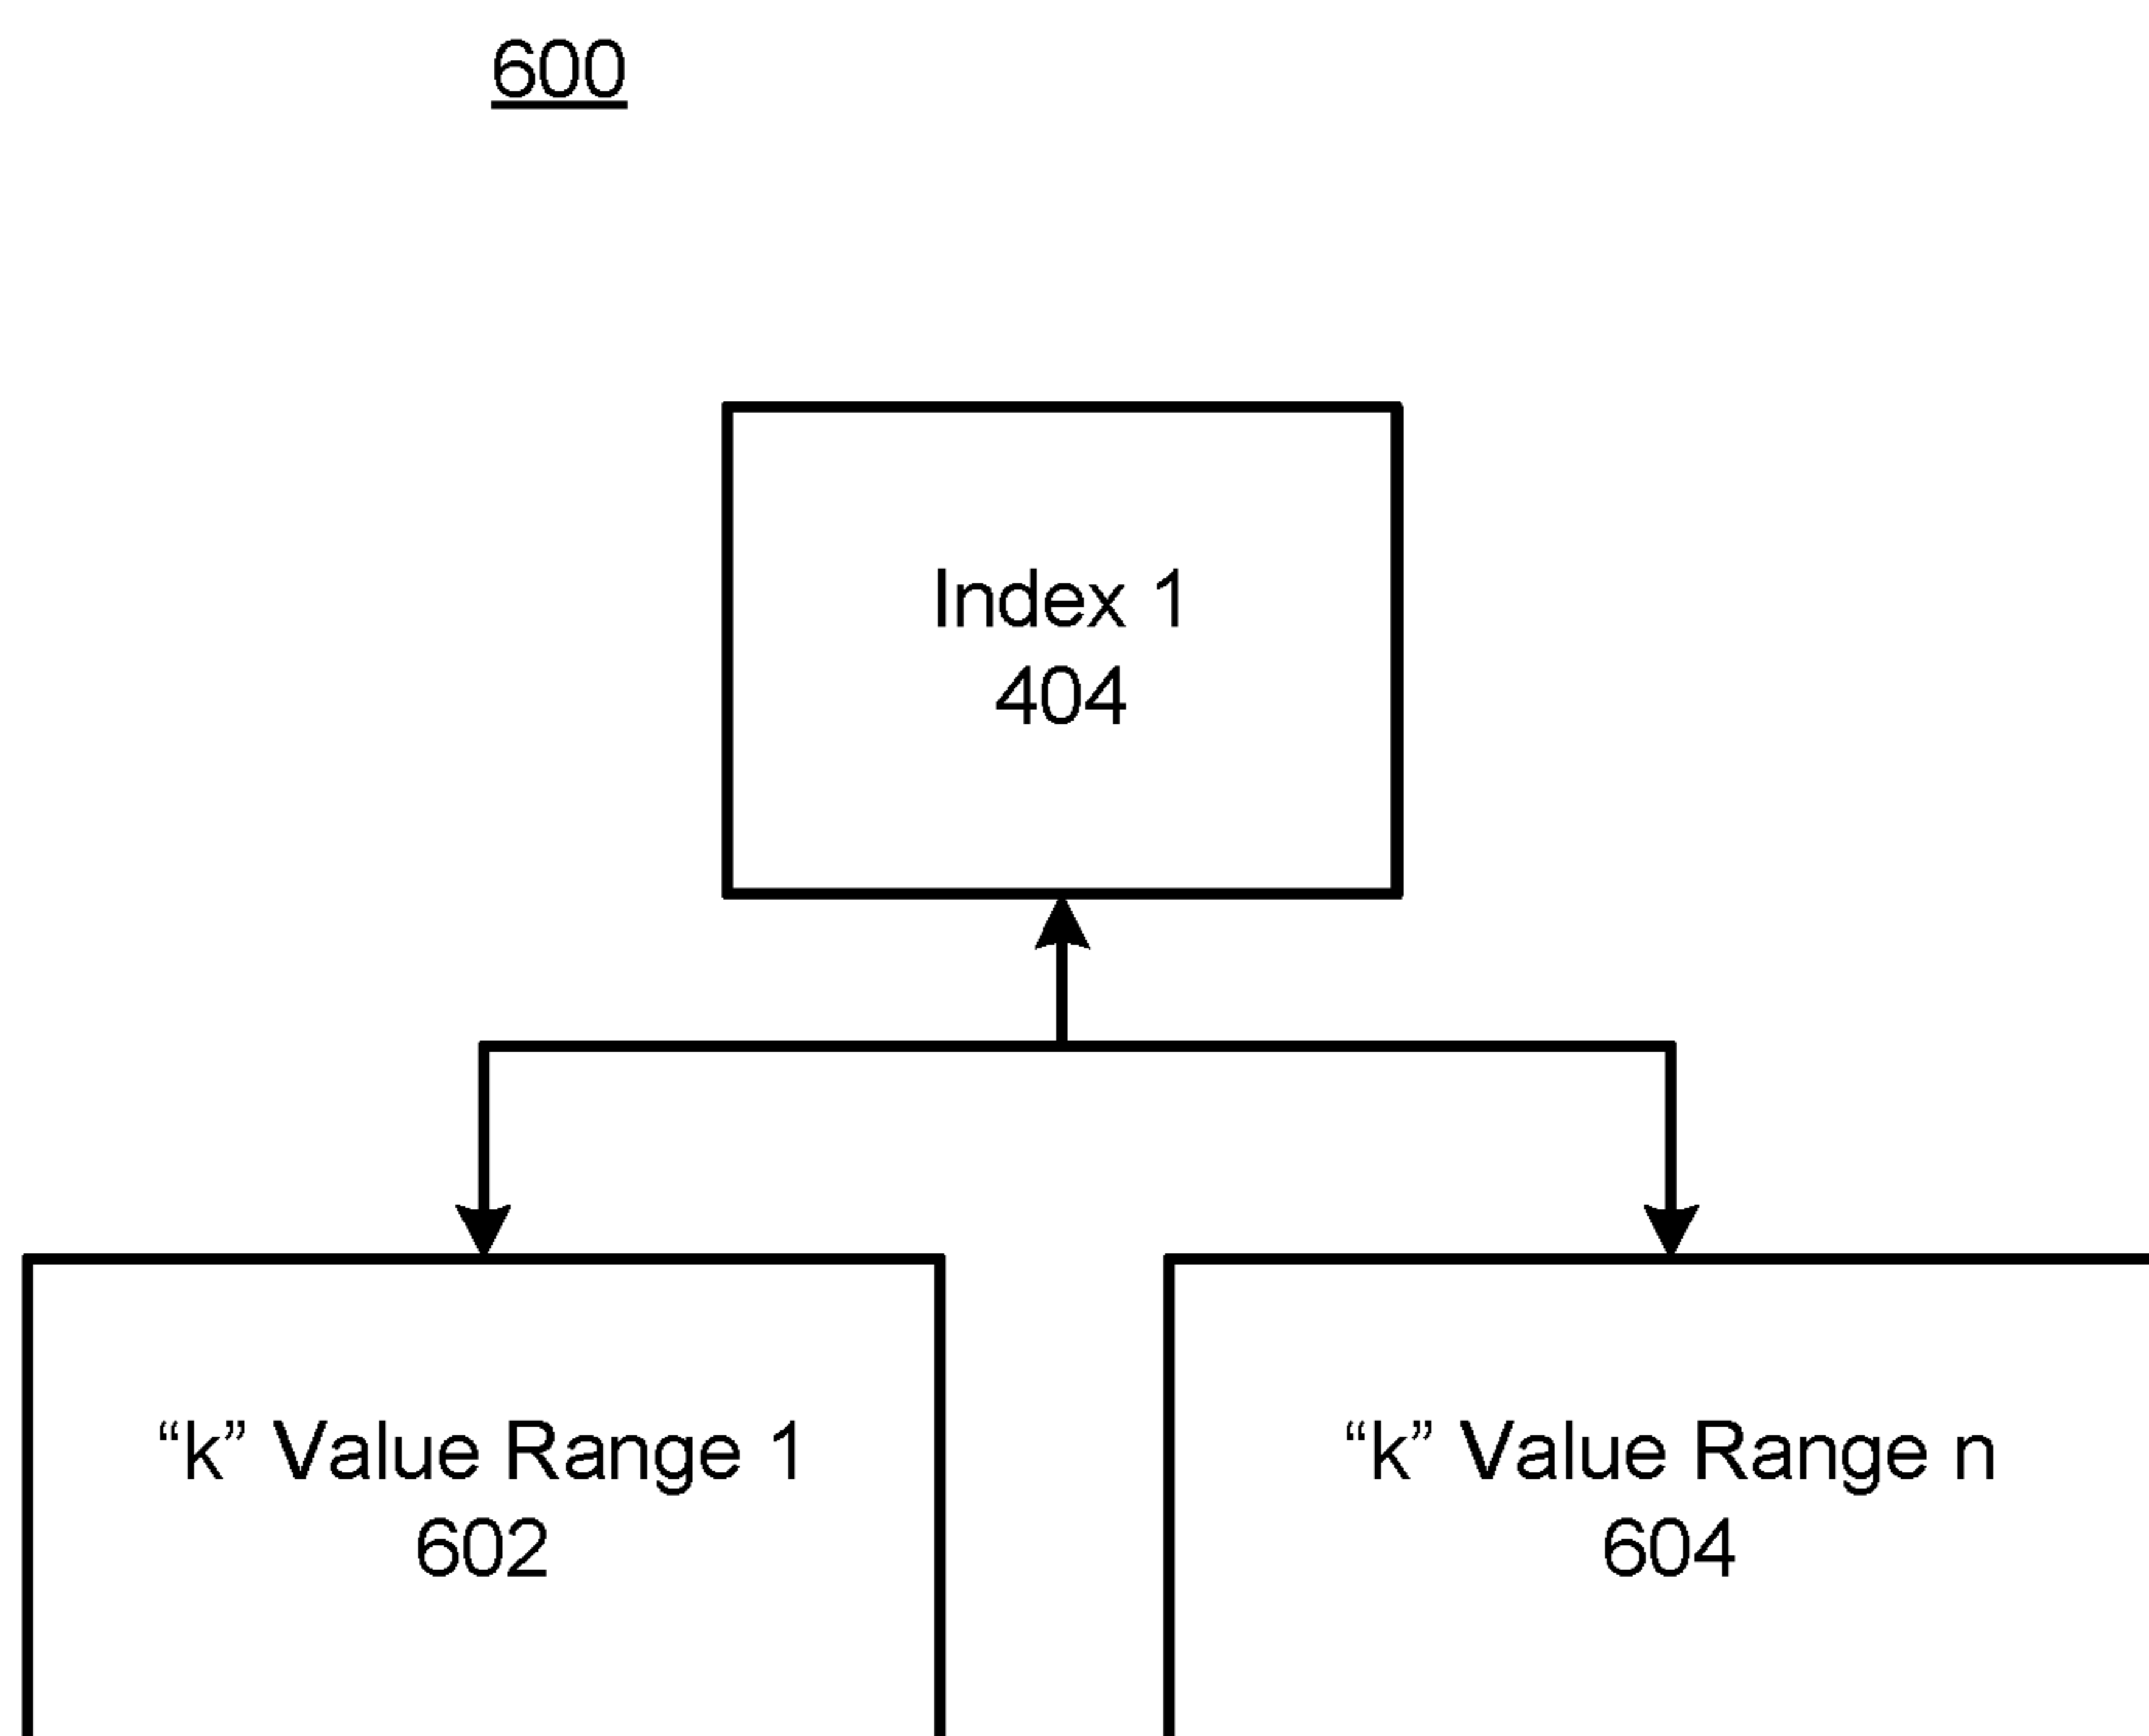 600
Index 1
404
“k” Value Range 1
602
“k” Value Range n
604